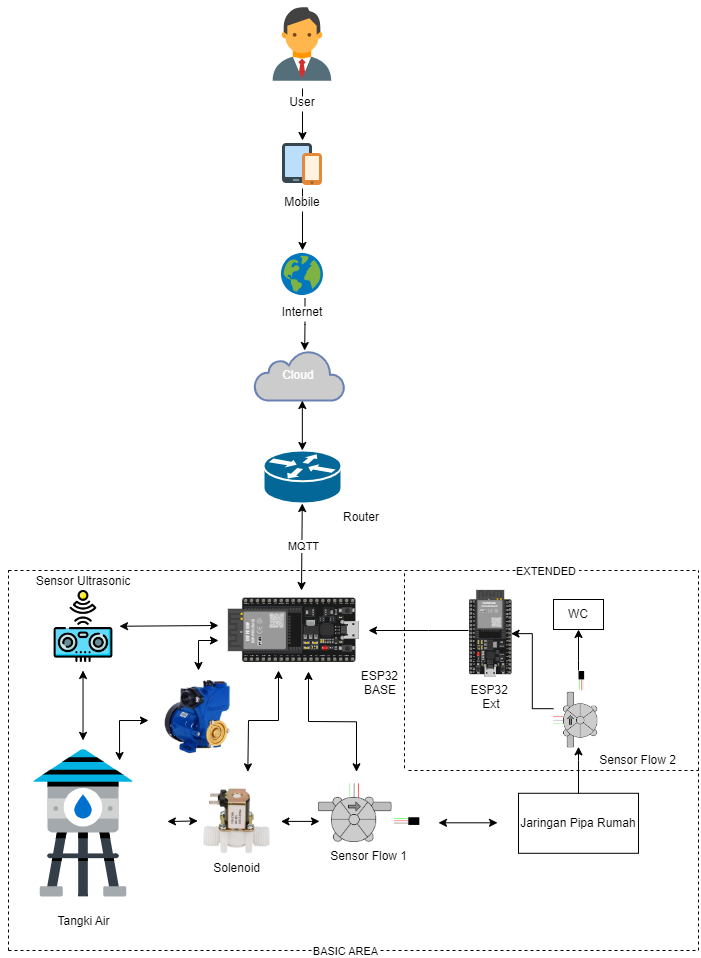 User
Mobile
Internet
Cloud
Router
MQTT
EXTENDED
Sensor Ultrasonic
WC
ESP32
BASE
ESP32
Ext
Sensor Flow 2
Jaringan Pipa Rumah
Sensor Flow 1
Solenoid
Tangki Air
BASIC AREA